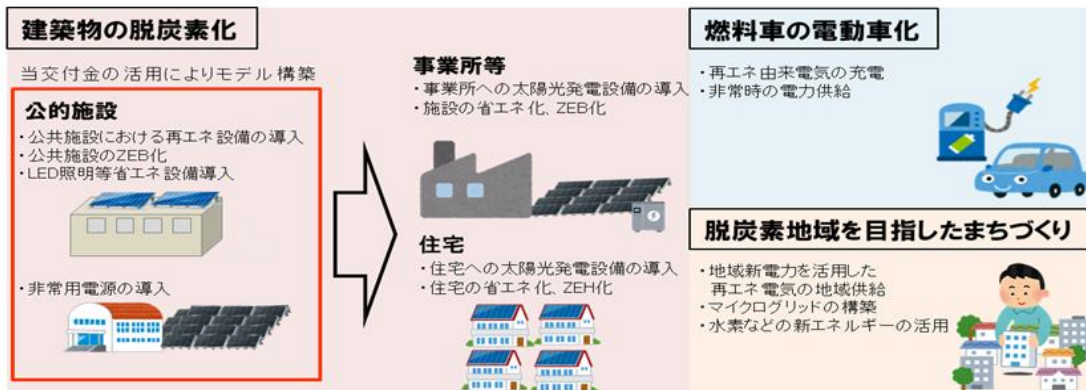 建築物の脱炭素化
当交付金の活用によりモデル構築
公的施設
・公共施設における再エネ設備の導入
・公共施設のZEB化
・LED照明等省エネ設備導入
・非常用電源の導入
事業所等
・事業所への太陽光発電設備の導入
・施設の省エネ化、ZEB化
住宅
・住宅への太陽光発電設備の導入
・住宅の省エネ化、ZEH化
燃料車の電動車化
・再エネ由来電気の充電
・非常時の電力供給
脱炭素地域を目指したまちづくり
・地域新電力を活用した
再エネ電気の地域供給
・マイクログリッドの構築
・水素などの新エネルギーの活用